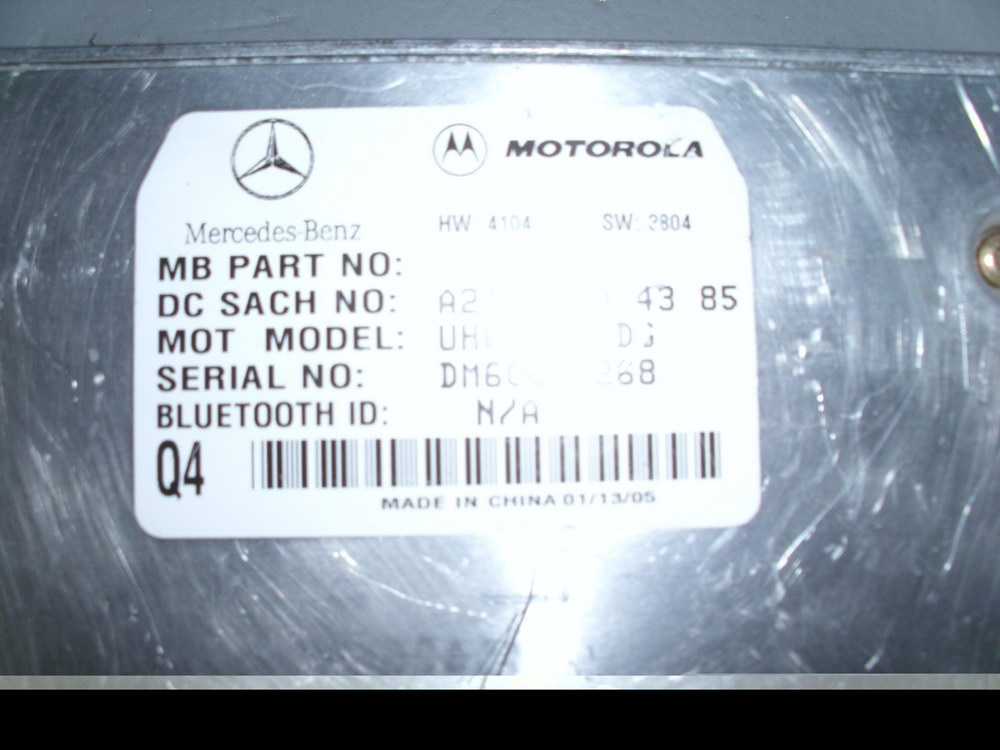 MOTOROLA
Mercedes-Benz HW 4104 SW:
MB PART NO:
DC SACH NO: 43 85
MOT MODEL:
SERIAL NO:
BLUETOOTH ID: N/A
Q4
MADE IN CHINA 01/13/05